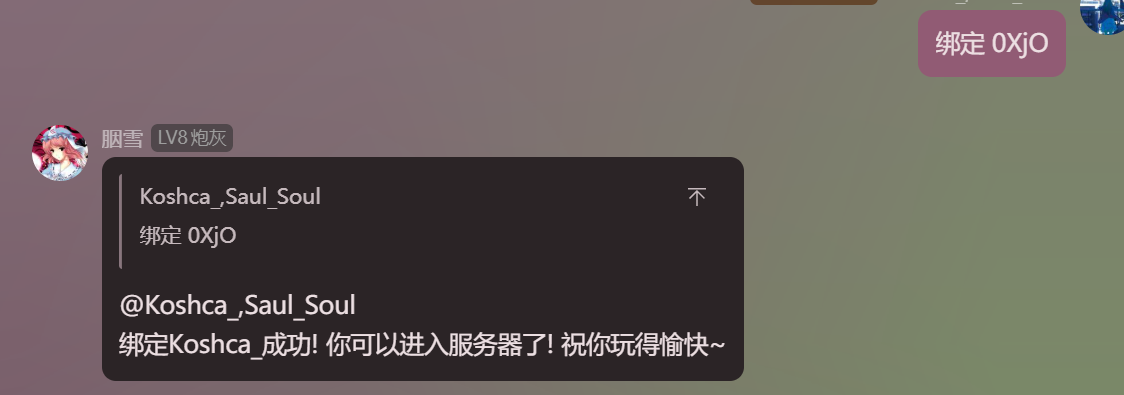 绑定 0XjO
胭雪 LV8 炮灰
Koshca_,Saul_Soul
绑定 0XjO
@Koshca_,Saul_Soul
绑定Koshca_成功! 你可以进入服务器了! 祝你玩得愉快~